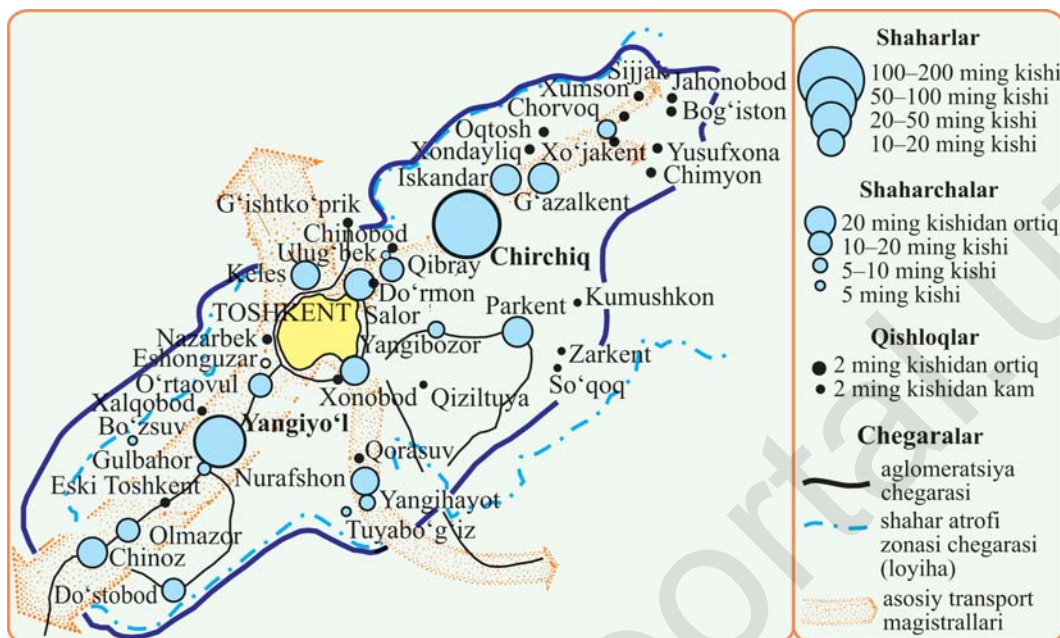 Sijjak
Xumson
Jahonobod
Chorvoq
Bog‘iston
Oqtosh
Xondayliq
Xo‘jakent
Yusufxona
Iskandar
Chimyon
G‘azalkent
G‘ishtko‘prik
Chinobod
Ulug‘bek
Chirchiq
Keles
Qibray
Do‘rmon
Parkent
Kumushkon
TOSHKENT
Salor
Nazarbek
Yangibozor
Eshonguzar
Zarkent
O‘rtaovul
So‘qoq
Xonobod
Qiziltuya
Xalqobod
Yangiyo‘l
Bo‘zsuv
Gulbahor
Qorasuv
Nurafshon
Eski Toshkent
Yangihayot
Tuyabo‘g‘iz
Olmazor
Chinoz
Do‘stobod
Shaharlar
100–200 ming kishi
50–100 ming kishi
20–50 ming kishi
10–20 ming kishi
Shaharchalar
20 ming kishidan ortiq
10–20 ming kishi
5–10 ming kishi
5 ming kishi
Qishloqlar
2 ming kishidan ortiq
2 ming kishidan kam
Chegaralar
aglomeratsiya
chegarasi
shahar atrofi
zonasi chegarasi
(loyiha)
asosiy transport
magistrallari